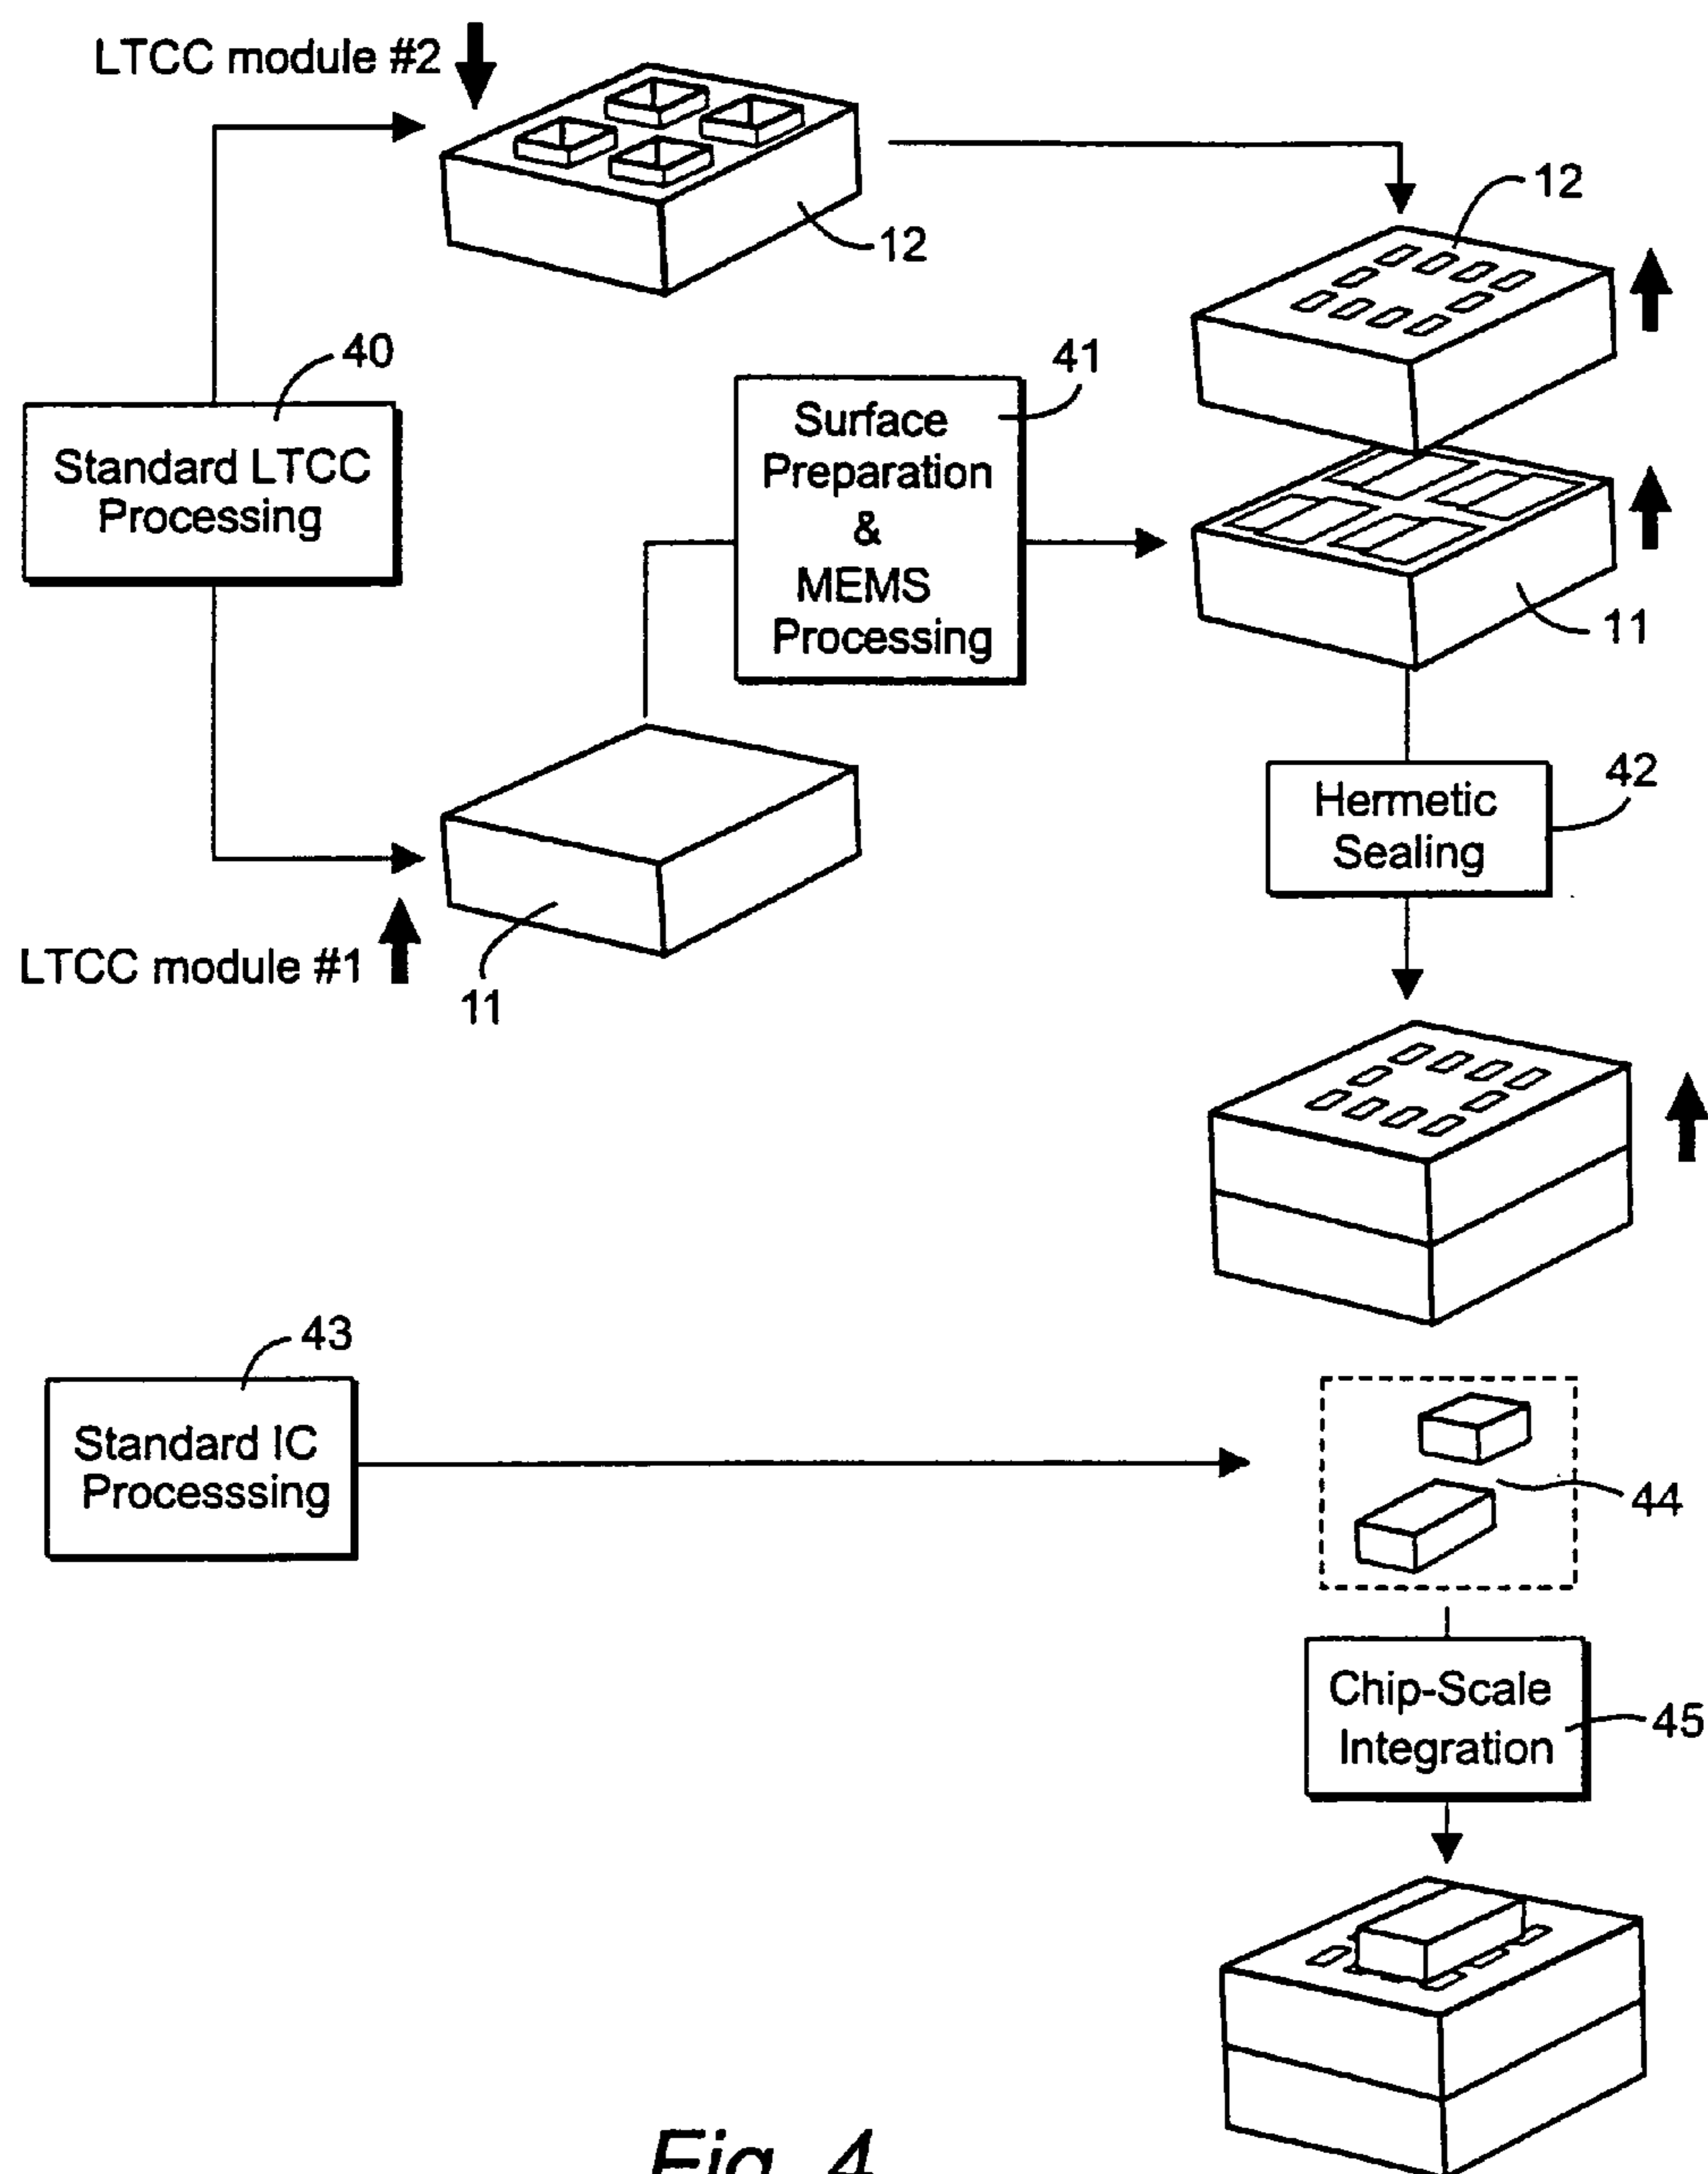 LTCC module #2
12
12
40
Standard LTCC
Processing
41
Surface
Preparation
&
MEMS
Processing
11
42
Hermetic
Sealing
LTCC module #1
11
43
Standard IC
Processsing
44
Chip-Scale
Integration
45
Fig. 4